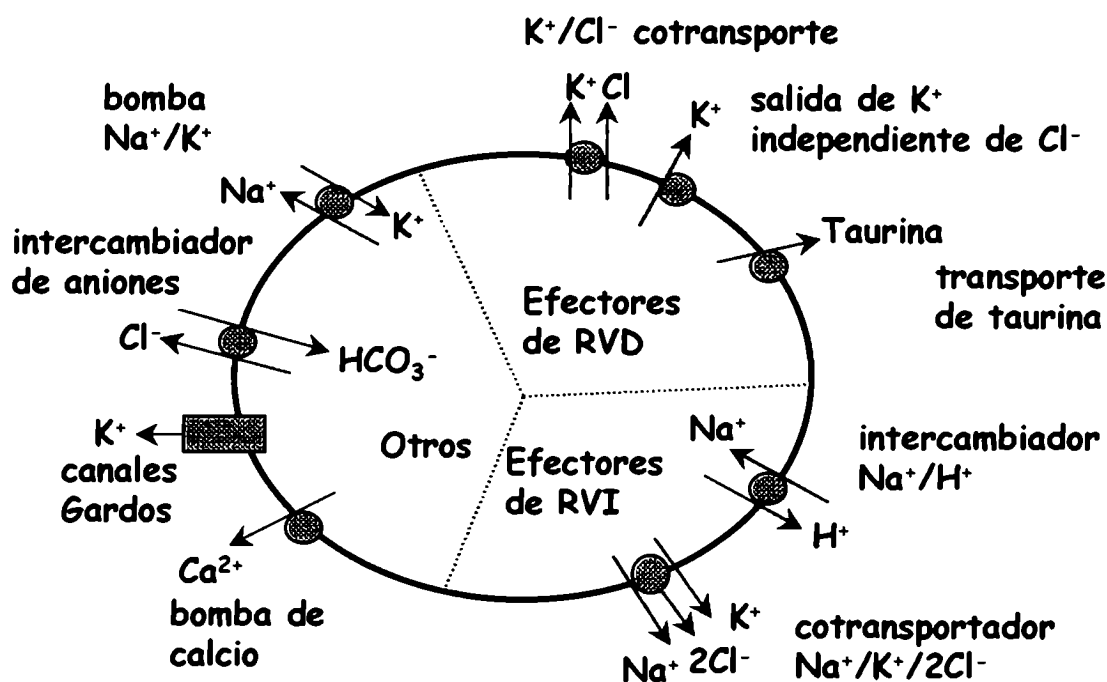 K⁺/Cl⁻ cotransporte
K⁺ Cl
bomba
Na⁺/K⁺
K⁺
salida de K⁺
independiente de Cl⁻
Na⁺
K⁺
Taurina
transporte
de taurina
intercambiador
de aniones
Cl⁻
HCO₃⁻
Efectores
de RVD
K⁺
canales
Gardos
Otros
Efectores
de RVI
Na⁺
H⁺
intercambiador
Na⁺/H⁺
Ca²⁺
bomba de
calcio
Na⁺ 2Cl⁻
K⁺
cotransportador
Na⁺/K⁺/2Cl⁻